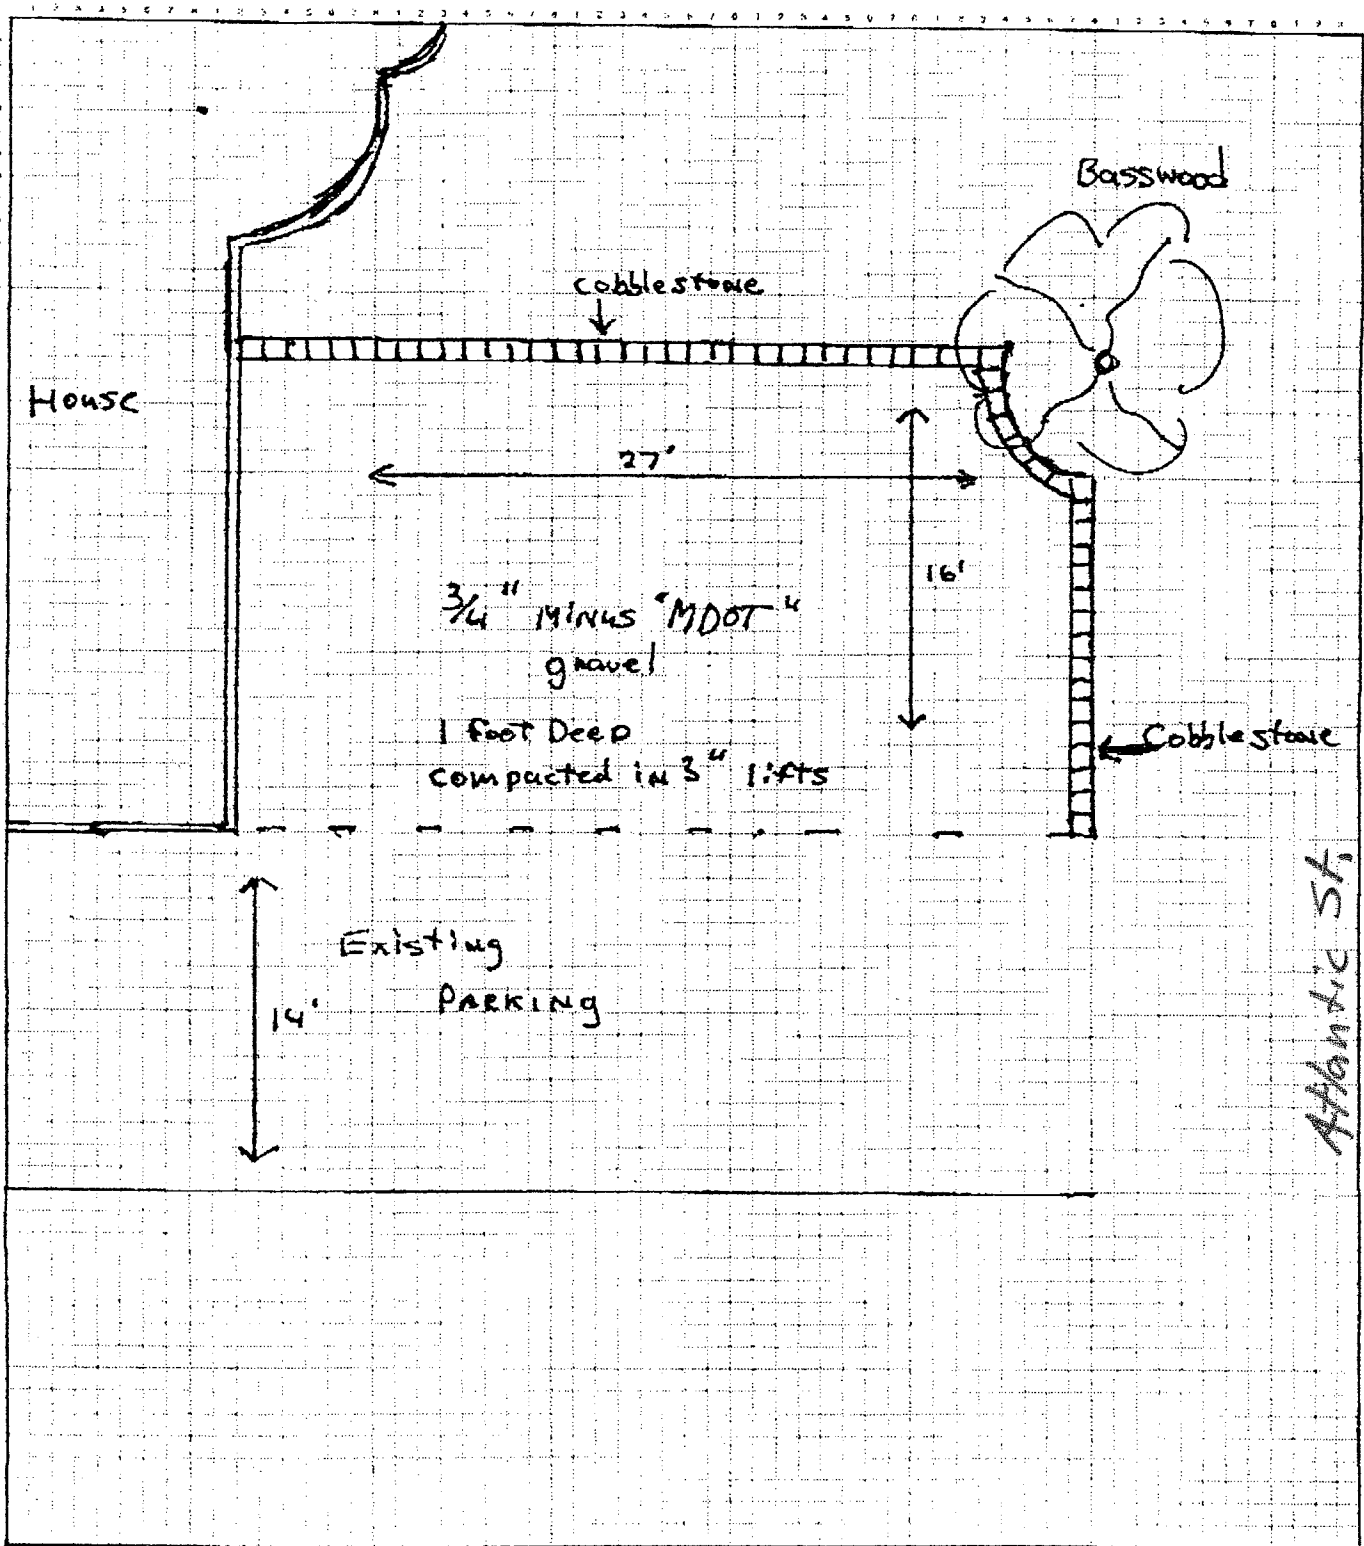 Basswood
cobblestone
House
27'
16'
3/4" Minus "MDOT"
gravel
1 foot Deep
compacted in 3" lifts
Cobblestone
Existing
Parking
14'
Atlantic St.